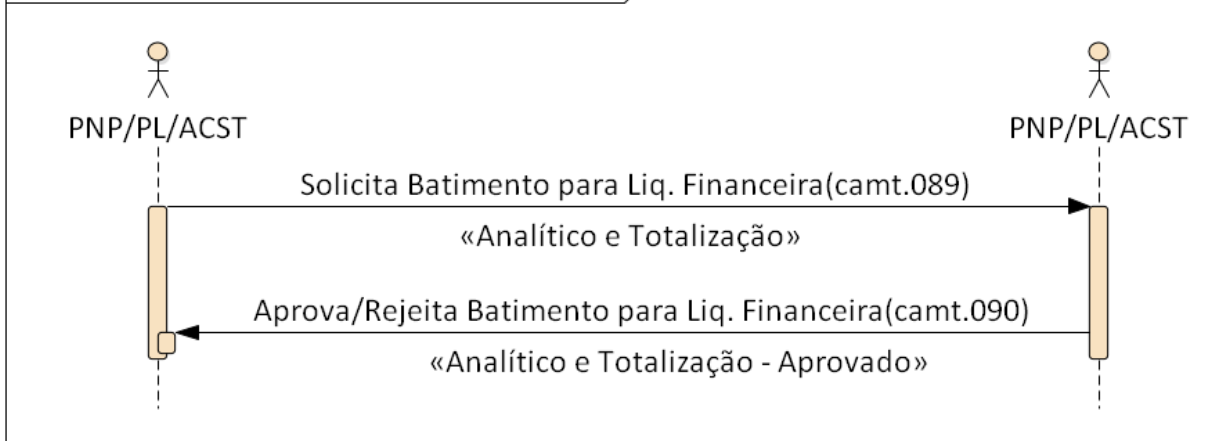 PNP/PL/ACST
PNP/PL/ACST
Solicita Batimento para Liq. Financeira(camt.089)
«Analítico e Totalização»
Aprova/Rejeita Batimento para Liq. Financeira(camt.090)
«Analítico e Totalização - Aprovado»